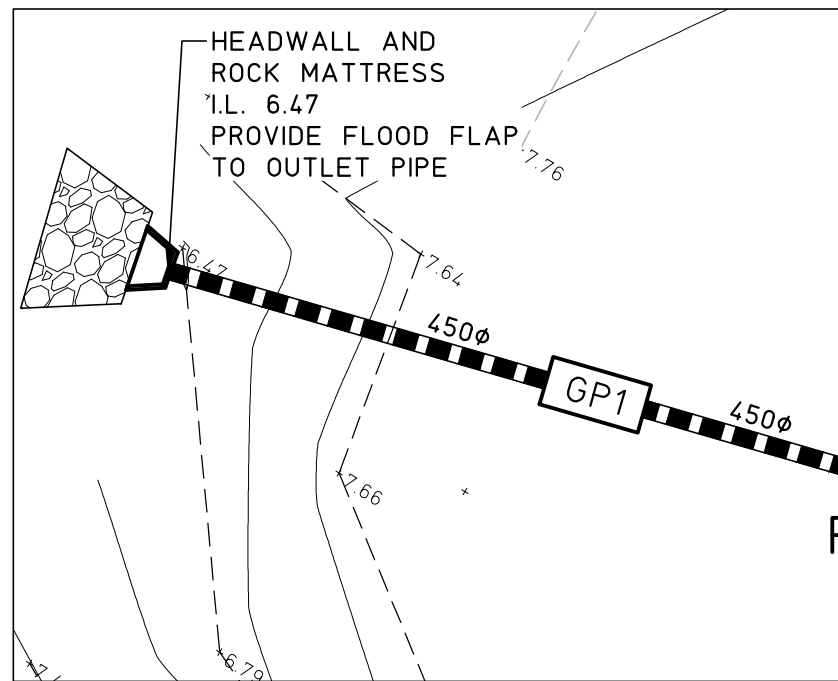 HEADWALL AND
ROCK MATTRESS
I.L. 6.47
PROVIDE FLOOD FLAP
TO OUTLET PIPE
7.76
6.47
7.64
450ø
GP1
450ø
7.66
6.79